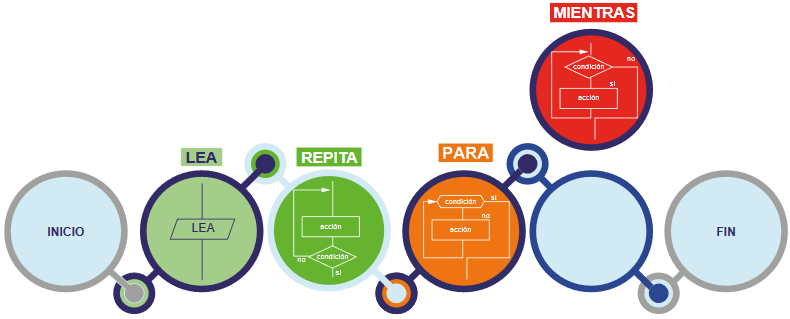 INICIO
LEA
LEA
REPITA
acción
condición
no
si
PARA
condición
si
no
acción
MIENTRAS
condición
no
si
acción
FIN